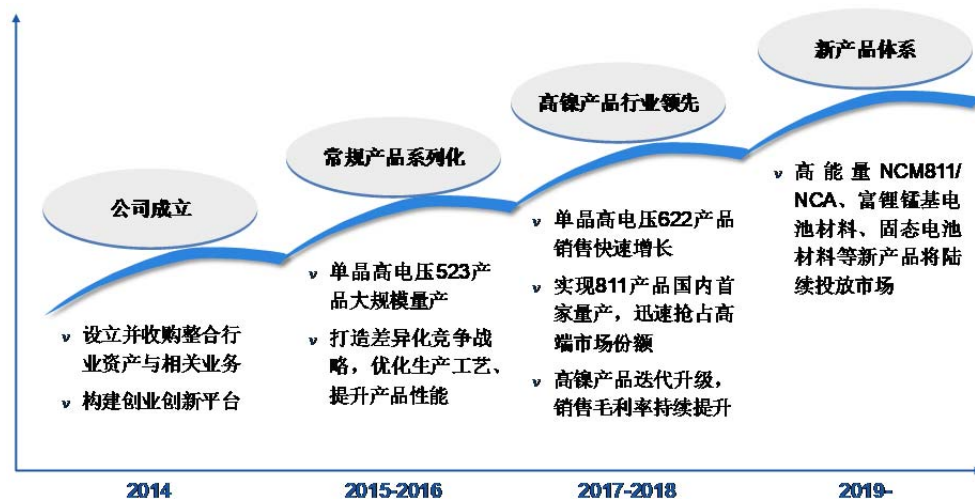 新产品体系
高镍产品行业领先
常规产品系列化
公司成立
v 设立并收购整合行
业资产与相关业务
v 构建创业创新平台
v 单晶高电压523产
品大规模量产
v 打造差异化竞争战
略，优化生产工艺、
提升产品性能
v 单晶高电压622产品
销售快速增长
v 实现811产品国内首
家量产，迅速抢占高
端市场份额
v 高镍产品迭代升级，
销售毛利率持续提升
v 高能量NCM811/
NCA、富锂锰基电
池材料、固态电池
材料等新产品将陆
续投放市场
2014
2015-2016
2017-2018
2019-